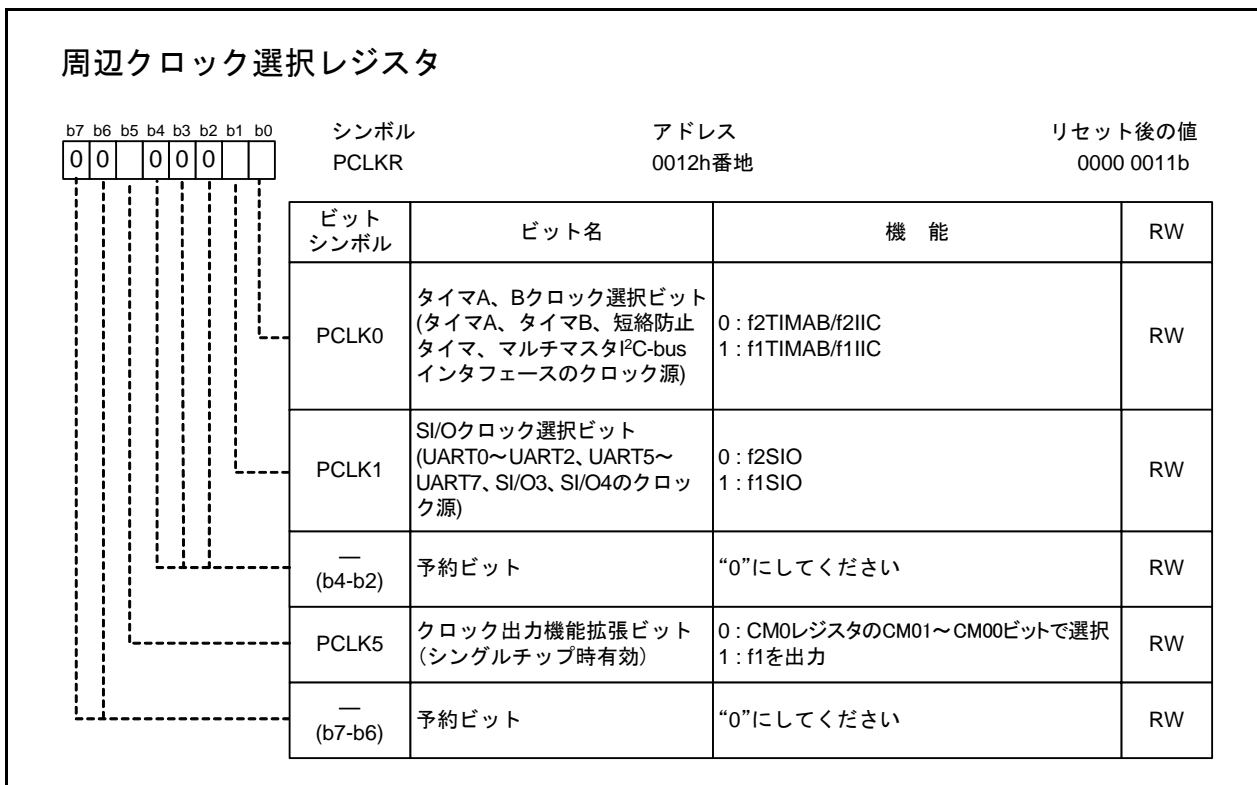 周辺クロック選択レジスタ
b7 b6 b5 b4 b3 b2 b1 b0
0 0 0 0 0
シンボル アドレス リセット後の値
PCLKR 0012h番地 0000 0011b
ビット
シンボル
ビット名
機 能
RW
PCLK0
タイマA、Bクロック選択ビット
(タイマA、タイマB、短絡防止
タイマ、マルチマスタI²C-bus
インタフェースのクロック源)
0 : f2TIMAB/f2IIC
1 : f1TIMAB/f1IIC
RW
PCLK1
SI/Oクロック選択ビット
(UART0～UART2、UART5～
UART7、SI/O3、SI/O4のクロッ
ク源)
0 : f2SIO
1 : f1SIO
RW
—
(b4-b2)
予約ビット
“0”にしてください
RW
PCLK5
クロック出力機能拡張ビット
（シングルチップ時有効）
0 : CM0レジスタのCM01～CM00ビットで選択
1 : f1を出力
RW
—
(b7-b6)
予約ビット
“0”にしてください
RW